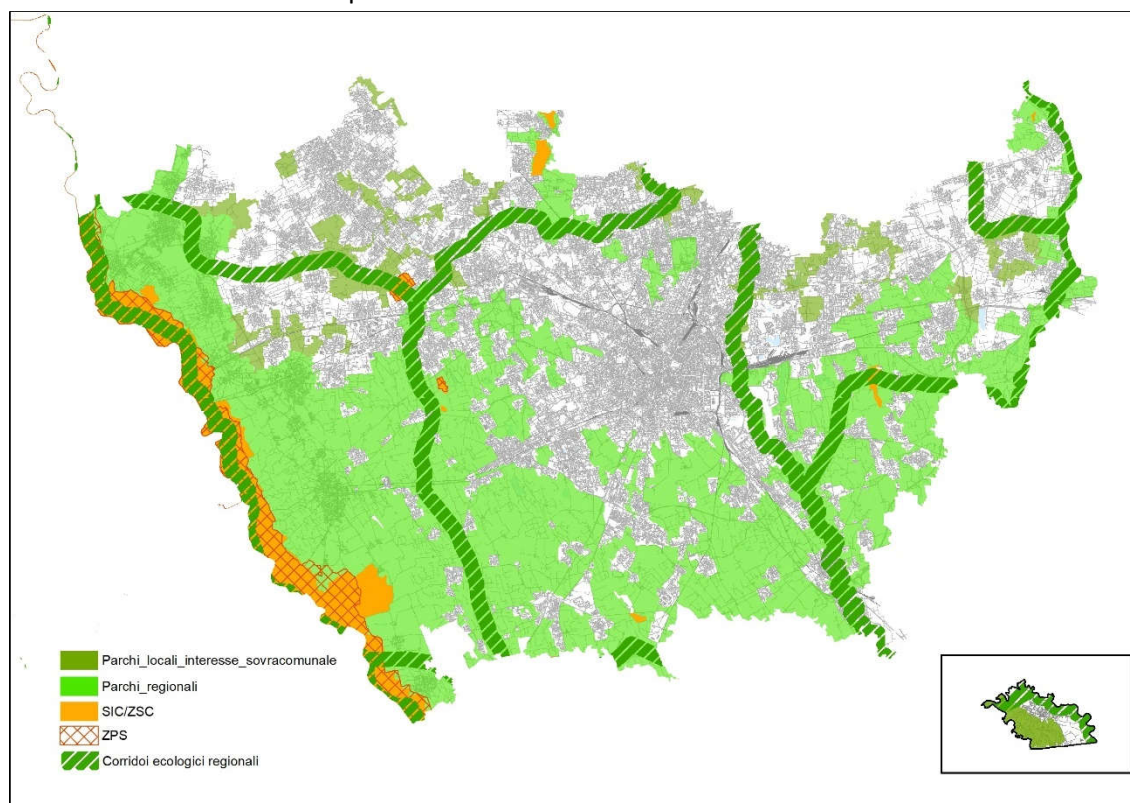 Parchi_locali_interesse_sovracomunale
Parchi_regionali
SIC/ZSC
ZPS
Corridoi ecologici regionali